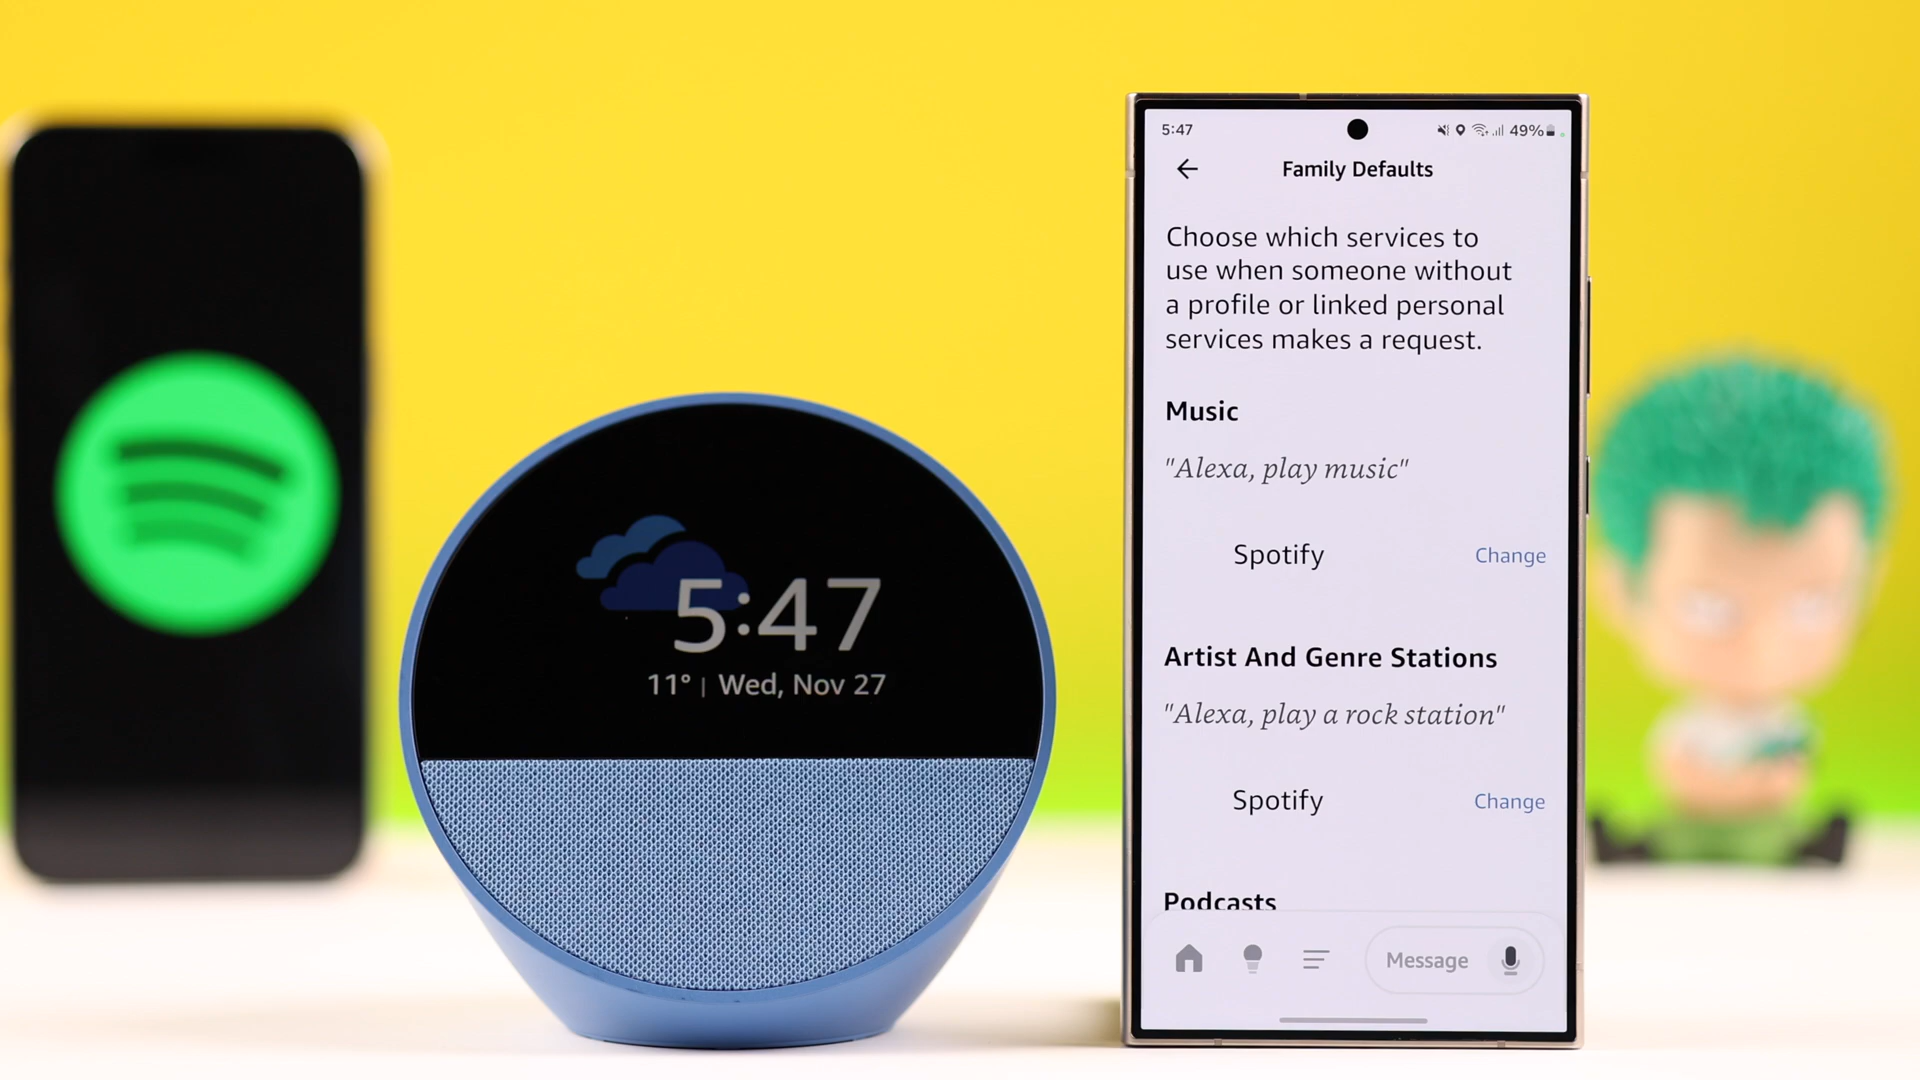 5:47
11° | Wed, Nov 27
5:47
49%
Family Defaults
Choose which services to
use when someone without
a profile or linked personal
services makes a request.
Music
"Alexa, play music"
Spotify
Change
Artist And Genre Stations
"Alexa, play a rock station"
Spotify
Change
Podcasts
Message